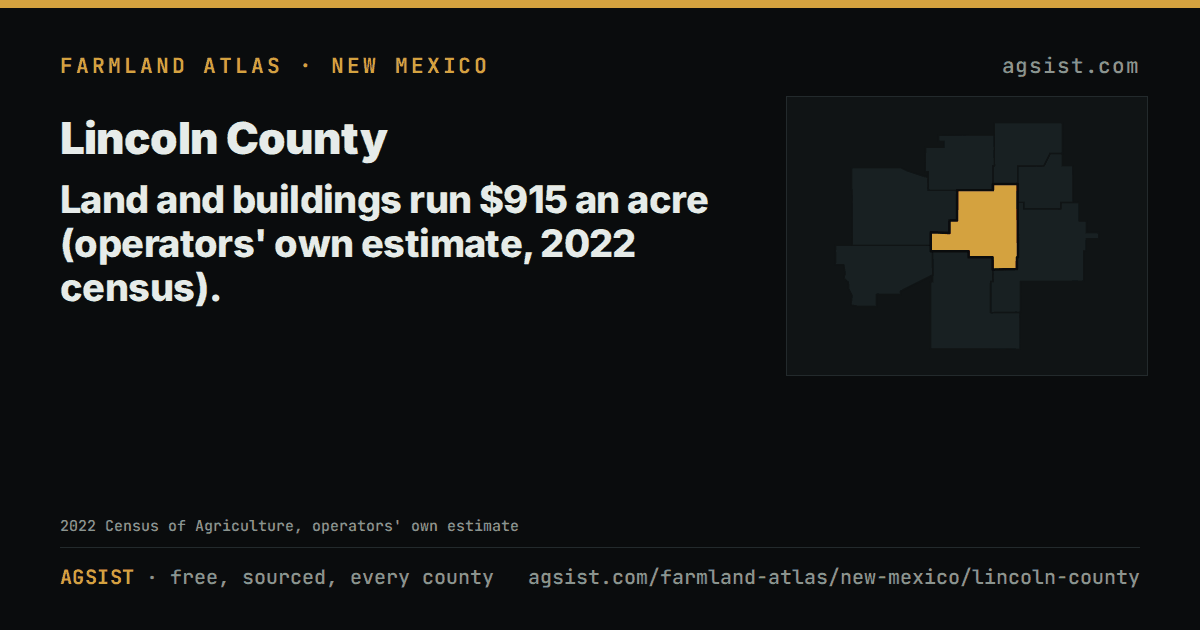 FARMLAND ATLAS · NEW MEXICO
agsist.com
Lincoln County
Land and buildings run $915 an acre
(operators' own estimate, 2022
census).
2022 Census of Agriculture, operators' own estimate
AGSIST · free, sourced, every county
agsist.com/farmland-atlas/new-mexico/lincoln-county